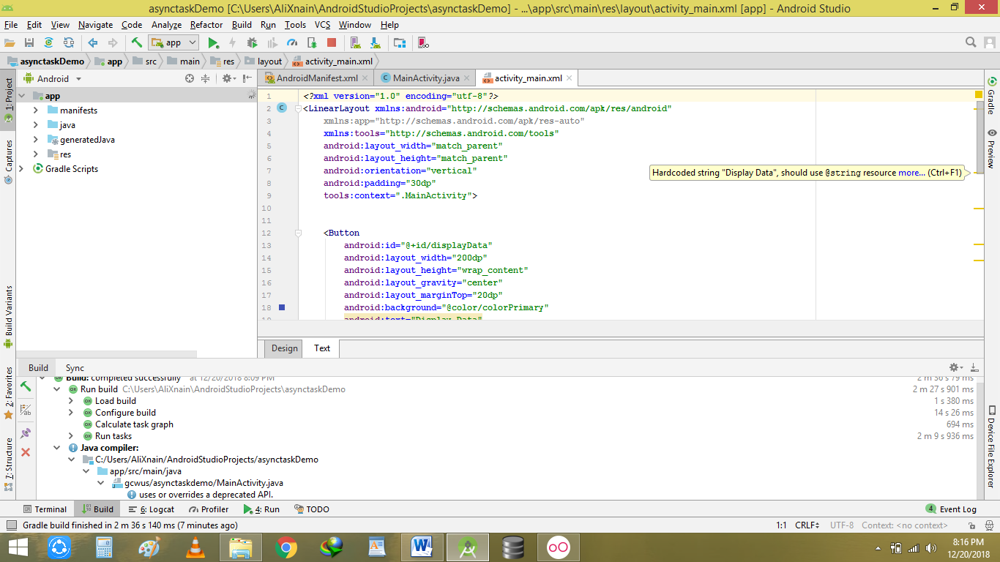 asynctaskDemo [C:\Users\AliXnain\AndroidStudioProjects\asynctaskDemo] - ...\app\src\main\res\layout\activity_main.xml [app] - Android Studio
File Edit View Navigate Code Analyze Refactor Build Run Tools VCS Window Help
app
asynctaskDemo app src main res layout activity_main.xml
1: Project
Captures
Build Variants
2: Favorites
7: Structure
Android
app
manifests
java
generatedJava
res
Gradle Scripts
AndroidManifest.xml MainActivity.java activity_main.xml
1 <?xml version="1.0" encoding="utf-8"?>
2 <LinearLayout xmlns:android="http://schemas.android.com/apk/res/android"
3 xmlns:app="http://schemas.android.com/apk/res-auto"
4 xmlns:tools="http://schemas.android.com/tools"
5 android:layout_width="match_parent"
6 android:layout_height="match_parent"
7 android:orientation="vertical"
8 android:padding="30dp"
9 tools:context=".MainActivity">
10
11
12 <Button
13 android:id="@+id/displayData"
14 android:layout_width="200dp"
15 android:layout_height="wrap_content"
16 android:layout_gravity="center"
17 android:layout_marginTop="20dp"
18 android:background="@color/colorPrimary"
19 android:text="Display Data"
Hardcoded string "Display Data", should use @string resource more... (Ctrl+F1)
Gradle
Preview
Device File Explorer
Design Text
Build Sync
Build: completed successfully at 12/20/2018 8:09 PM 2 m 36 s 79 ms
Run build C:\Users\AliXnain\AndroidStudioProjects\asynctaskDemo 2 m 27 s 901 ms
Load build 1 s 380 ms
Configure build 14 s 26 ms
Calculate task graph 694 ms
Run tasks 2 m 9 s 936 ms
Java compiler:
C:/Users/AliXnain/AndroidStudioProjects/asynctaskDemo
app/src/main/java
gcwus/asynctaskdemo/MainActivity.java
uses or overrides a deprecated API.
Terminal Build 6: Logcat Profiler 4: Run TODO 4 Event Log
Gradle build finished in 2 m 36 s 140 ms (7 minutes ago) 1:1 CRLF UTF-8 Context: <no context>
8:16 PM
12/20/2018